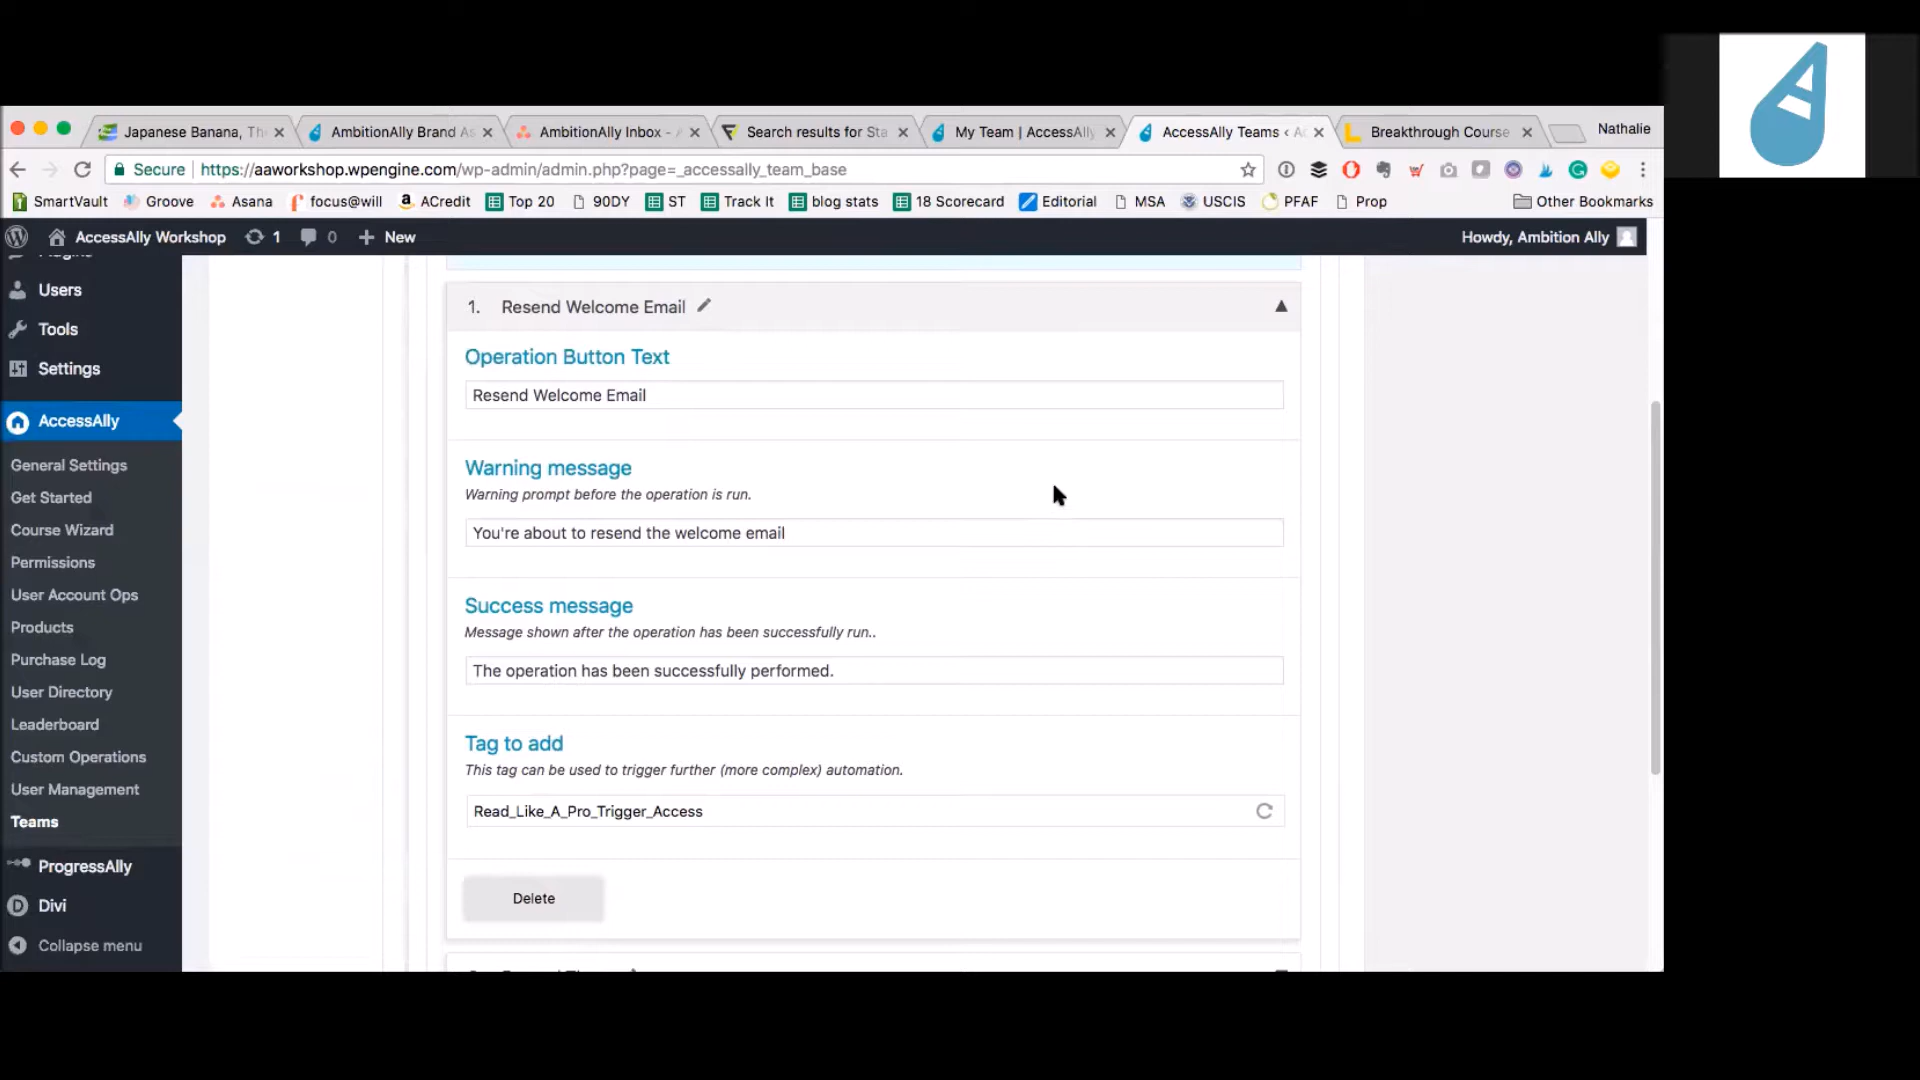 Japanese Banana, Th
AmbitionAlly Brand As
AmbitionAlly Inbox - A
Search results for Sta
My Team | AccessAlly
AccessAlly Teams ‹ Ac
Breakthrough Course
Nathalie
Secure
https://aaworkshop.wpengine.com/wp-admin/admin.php?page=_accessally_team_base
SmartVault
Groove
Asana
focus@will
ACredit
Top 20
90DY
ST
Track It
blog stats
18 Scorecard
Editorial
MSA
USCIS
PFAF
Prop
Other Bookmarks
AccessAlly Workshop
1
0
New
Howdy, Ambition Ally
Plugins
Users
Tools
Settings
AccessAlly
General Settings
Get Started
Course Wizard
Permissions
User Account Ops
Products
Purchase Log
User Directory
Leaderboard
Custom Operations
User Management
Teams
ProgressAlly
Divi
Collapse menu
1. Resend Welcome Email
Operation Button Text
Resend Welcome Email
Warning message
Warning prompt before the operation is run.
You're about to resend the welcome email
Success message
Message shown after the operation has been successfully run..
The operation has been successfully performed.
Tag to add
This tag can be used to trigger further (more complex) automation.
Read_Like_A_Pro_Trigger_Access
Delete